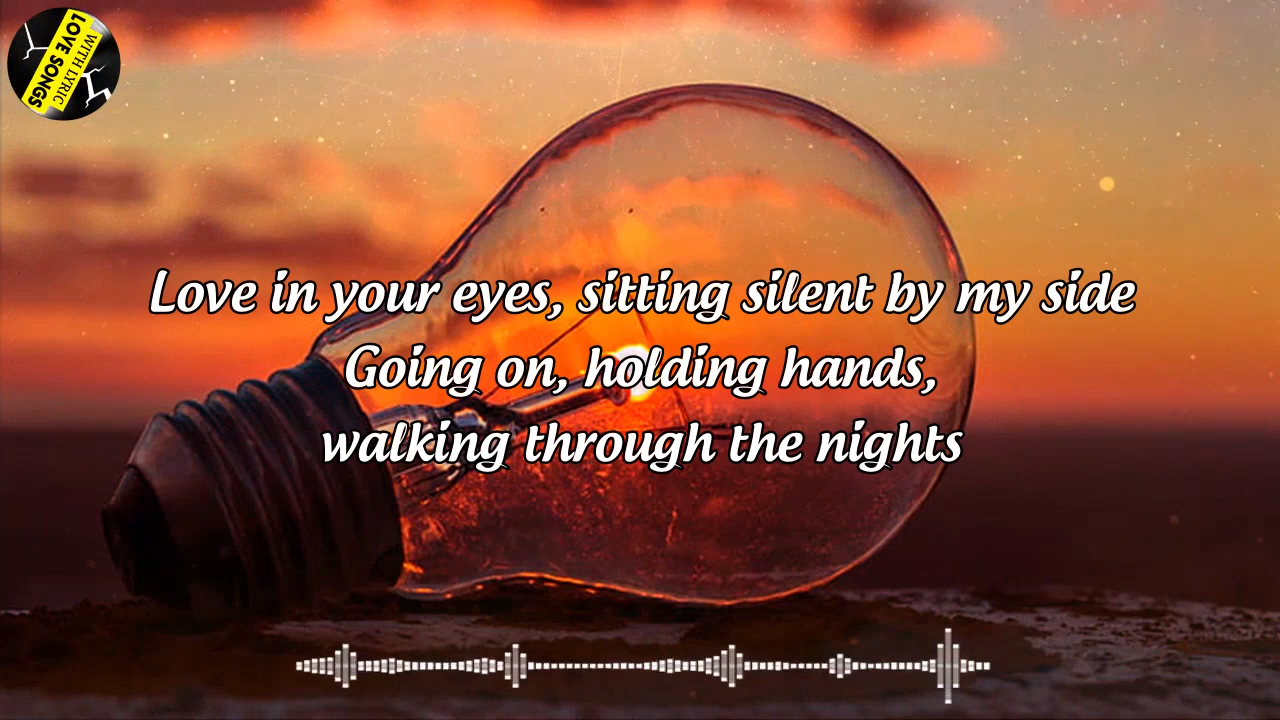 LOVE SONGS
WITH LYRIC
Love in your eyes, sitting silent by my side
Going on, holding hands,
walking through the nights